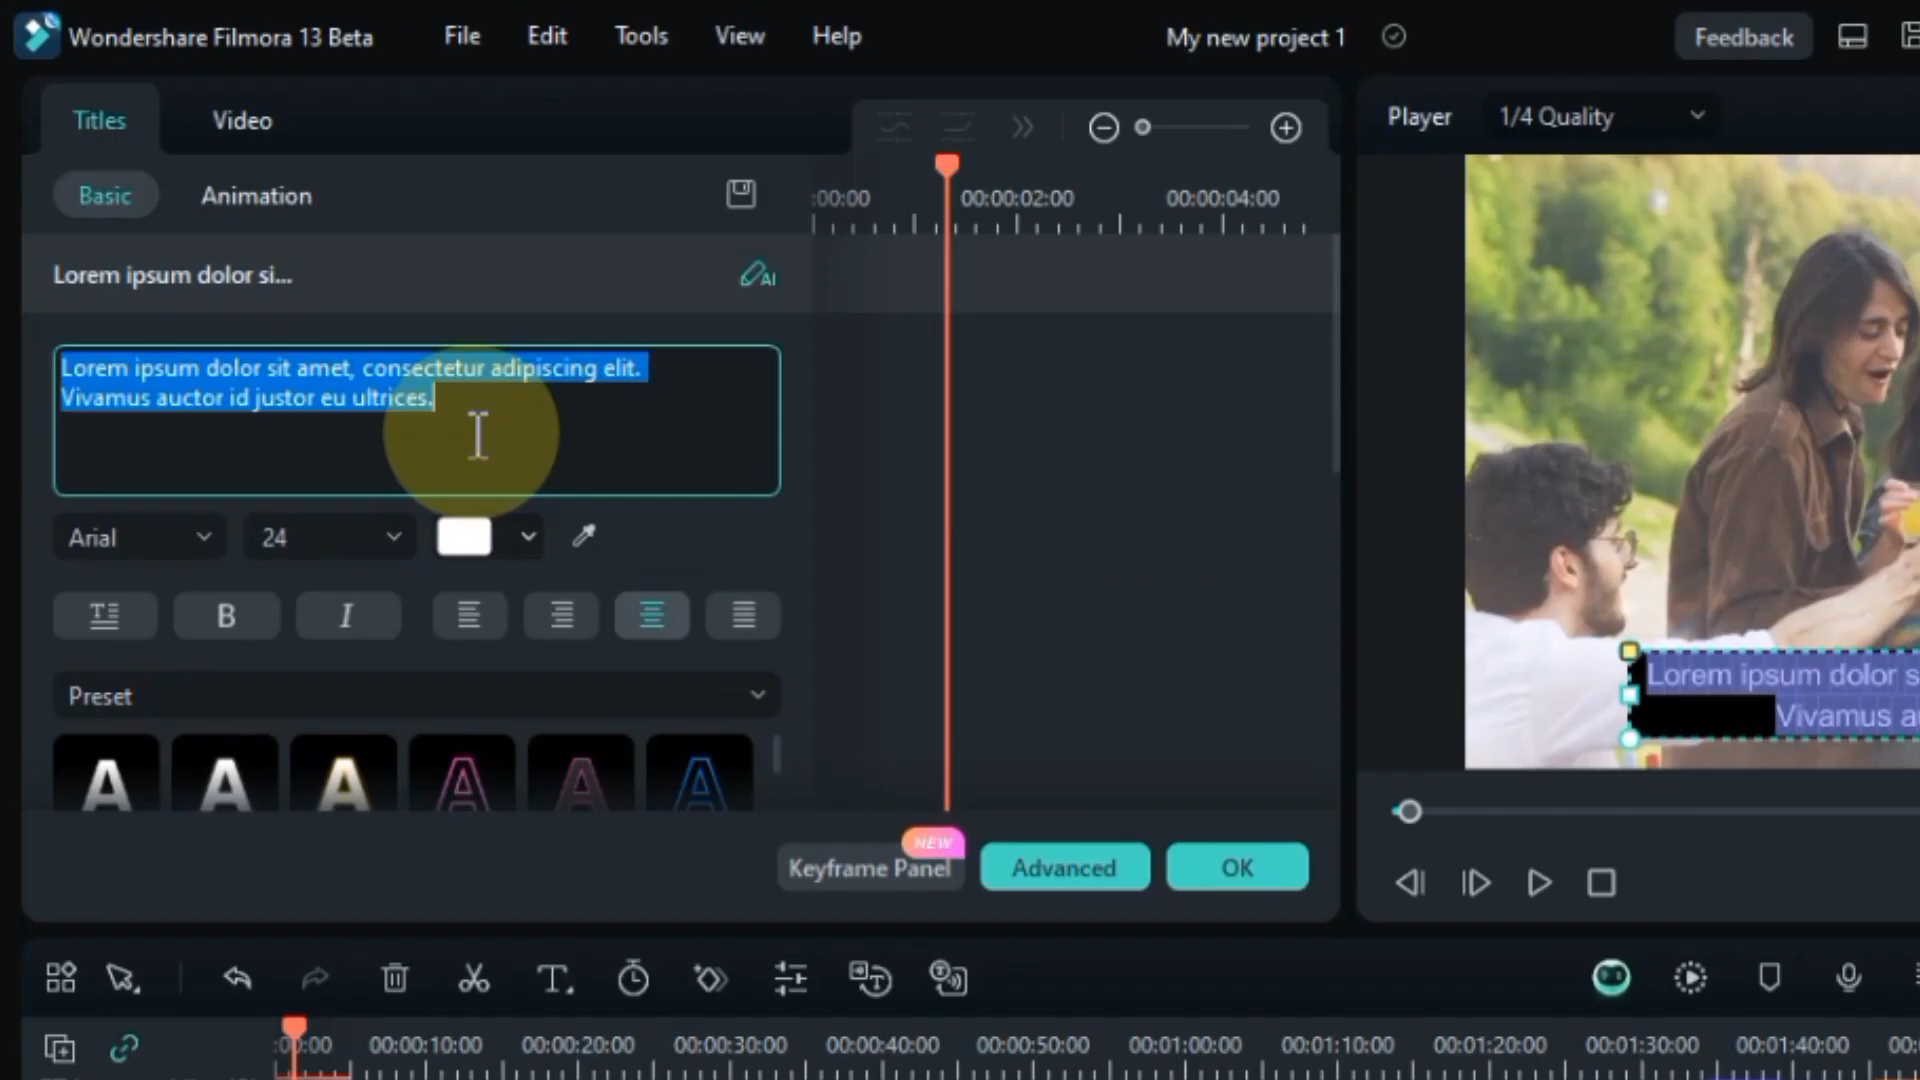 Wondershare Filmora 13 Beta File Edit Tools View Help My new project 1 Feedback
Titles Video
Player 1/4 Quality
Basic Animation
:00:00 00:00:02:00 00:00:04:00
Lorem ipsum dolor si... AI
Lorem ipsum dolor sit amet, consectetur adipiscing elit.
Vivamus auctor id justor eu ultrices.
Arial 24
B I
Preset
A A A A A A
Lorem ipsum dolor s
Vivamus au
NEW
Keyframe Panel Advanced OK
:00:00 00:00:10:00 00:00:20:00 00:00:30:00 00:00:40:00 00:00:50:00 00:01:00:00 00:01:10:00 00:01:20:00 00:01:30:00 00:01:40:00 00: